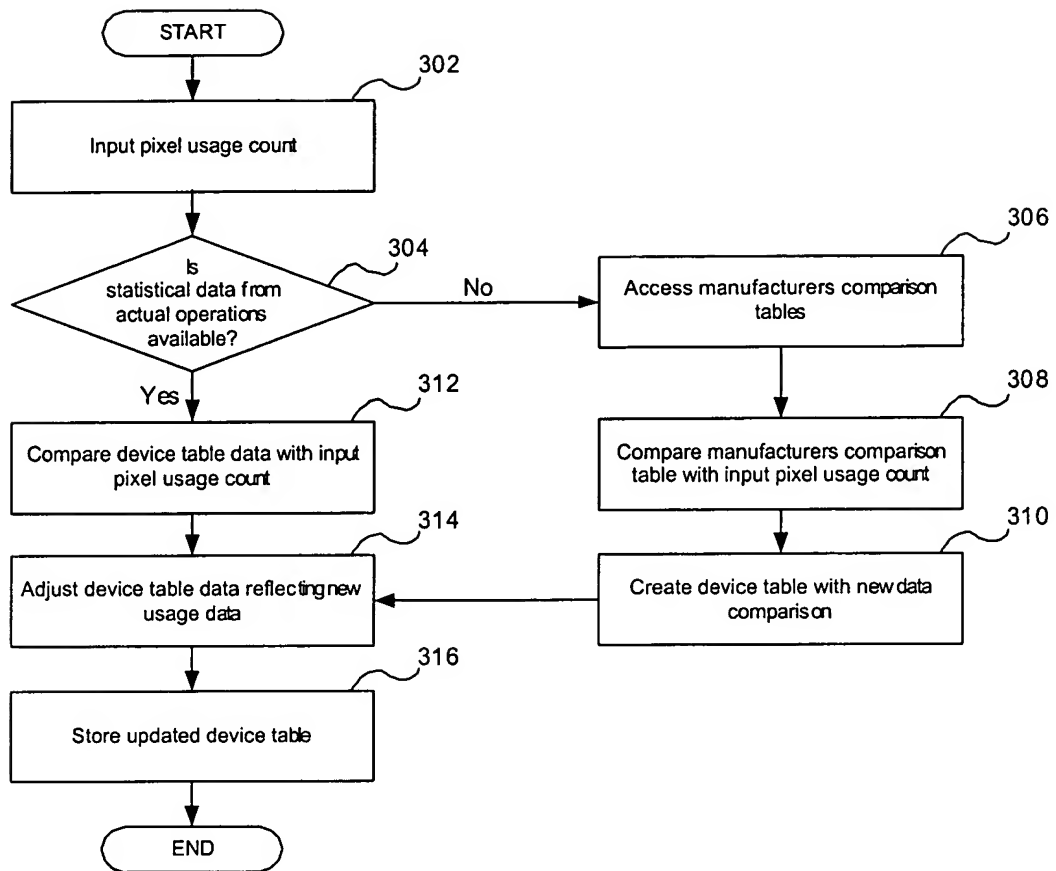 START
302
Input pixel usage count
304
Is
statistical data from
actual operations
available?
No
306
Access manufacturers comparison
tables
Yes
312
Compare device table data with input
pixel usage count
308
Compare manufacturers comparison
table with input pixel usage count
314
Adjust device table data reflecting new
usage data
310
Create device table with new data
comparison
316
Store updated device table
END